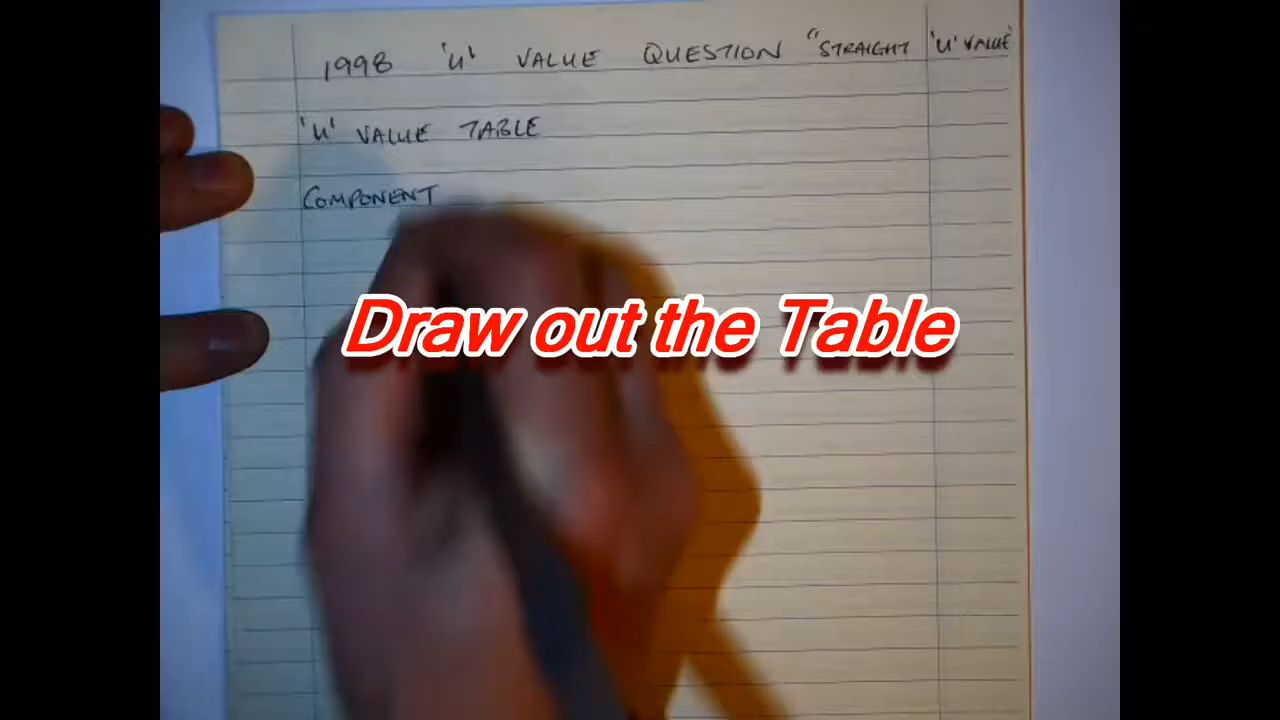 1998 'U' VALUE QUESTION "STRAIGHT 'U' VALUE'
'U' VALUE TABLE
COMPONENT
Draw out the Table